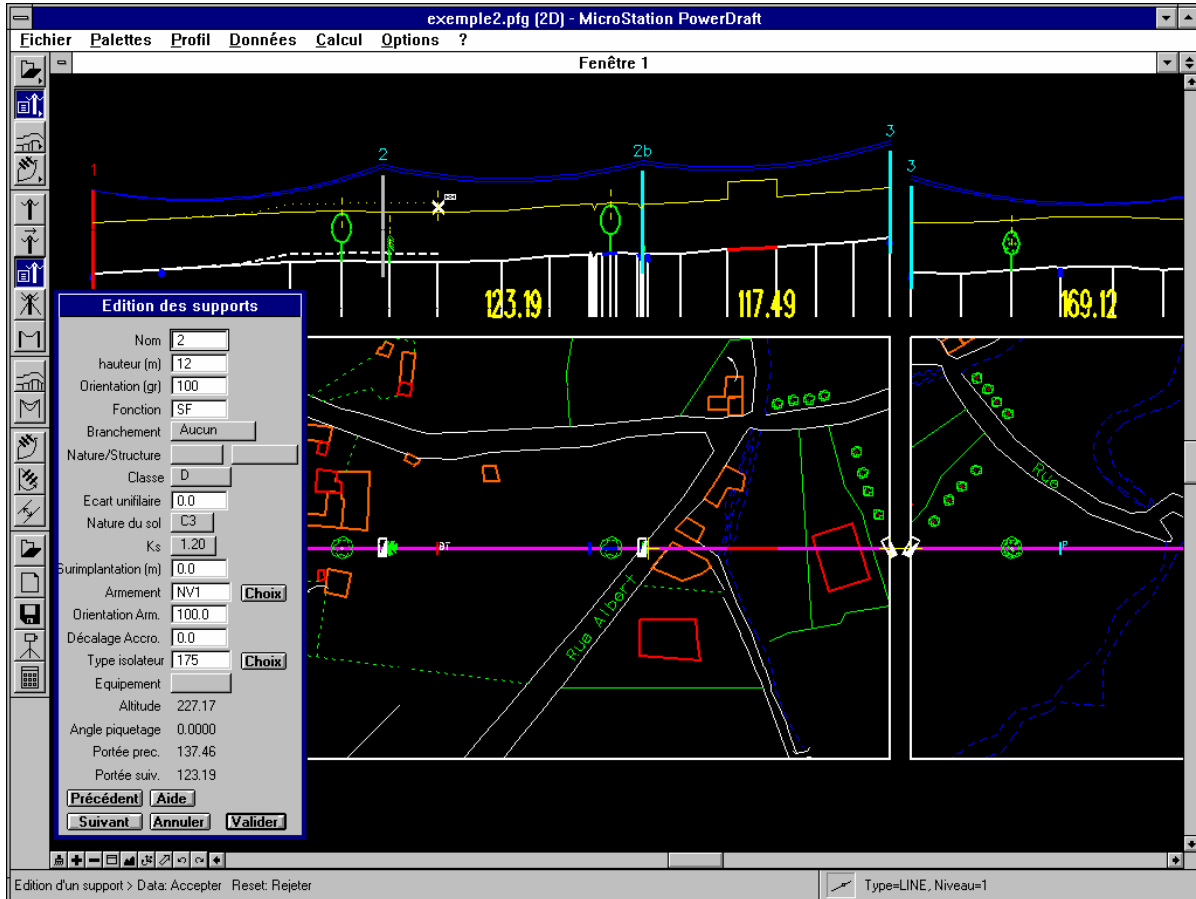 exemple2.pfg (2D) - MicroStation PowerDraft
Fichier Palettes Profil Données Calcul Options ?
Fenêtre 1
1
2
2b
3
3
123.19
117.49
169.12
Edition des supports
Nom 2
hauteur (m) 12
Orientation (gr) 100
Fonction SF
Branchement Aucun
Nature/Structure
Classe D
Ecart unifilaire 0.0
Nature du sol C3
Ks 1.20
Surimplantation (m) 0.0
Armement NV1 Choix
Orientation Arm. 100.0
Décalage Accro. 0.0
Type isolateur 175 Choix
Equipement
Altitude 227.17
Angle piquetage 0.0000
Portée prec. 137.46
Portée suiv. 123.19
Précédent Aide
Suivant Annuler Valider
BT
Rue Albert
Rue
P
Edition d'un support > Data: Accepter Reset: Rejeter
Type=LINE, Niveau=1